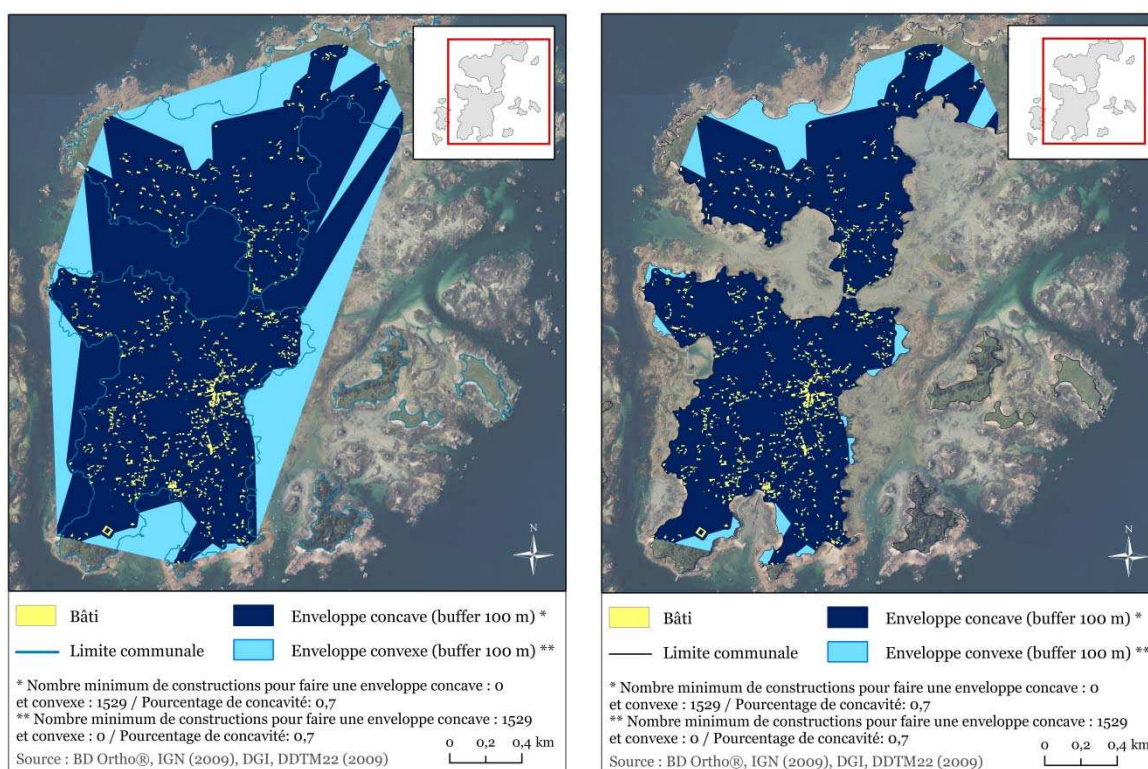 N
Bâti
Enveloppe concave (buffer 100 m) *
Limite communale
Enveloppe convexe (buffer 100 m) **
* Nombre minimum de constructions pour faire une enveloppe concave : 0
et convexe : 1529 / Pourcentage de concavité : 0,7
** Nombre minimum de constructions pour faire une enveloppe concave : 1529
et convexe : 0 / Pourcentage de concavité: 0,7
Source : BD Ortho®, IGN (2009), DGI, DDTM22 (2009)
0 0,2 0,4 km
N
Bâti
Enveloppe concave (buffer 100 m) *
Limite communale
Enveloppe convexe (buffer 100 m) **
* Nombre minimum de constructions pour faire une enveloppe concave : 0
et convexe : 1529 / Pourcentage de concavité: 0,7
** Nombre minimum de constructions pour faire une enveloppe concave : 1529
et convexe : 0 / Pourcentage de concavité: 0,7
Source : BD Ortho®, IGN (2009), DGI, DDTM22 (2009)
0 0,2 0,4 km